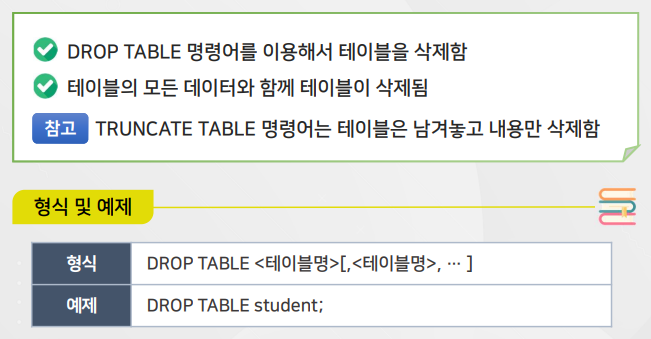 DROP TABLE 명령어를 이용해서 테이블을 삭제함
테이블의 모든 데이터와 함께 테이블이 삭제됨
참고 TRUNCATE TABLE 명령어는 테이블은 남겨놓고 내용만 삭제함
형식 및 예제
형식 DROP TABLE <테이블명>[,<테이블명>, … ]
예제 DROP TABLE student;